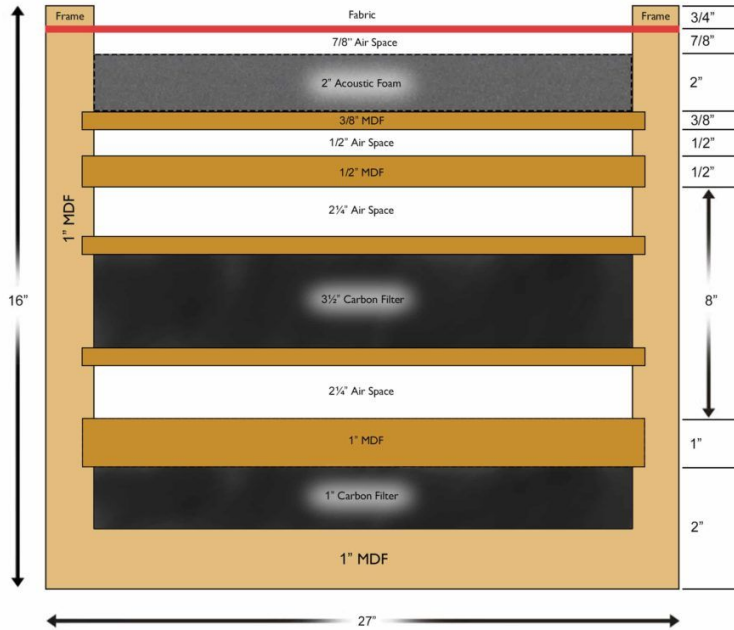 Frame
Fabric
Frame
3/4"
7/8" Air Space
7/8"
2" Acoustic Foam
2"
3/8" MDF
3/8"
1/2" Air Space
1/2"
1/2" MDF
1/2"
1" MDF
2¼" Air Space
16"
3½" Carbon Filter
8"
2¼" Air Space
1" MDF
1"
1" Carbon Filter
2"
1" MDF
27"